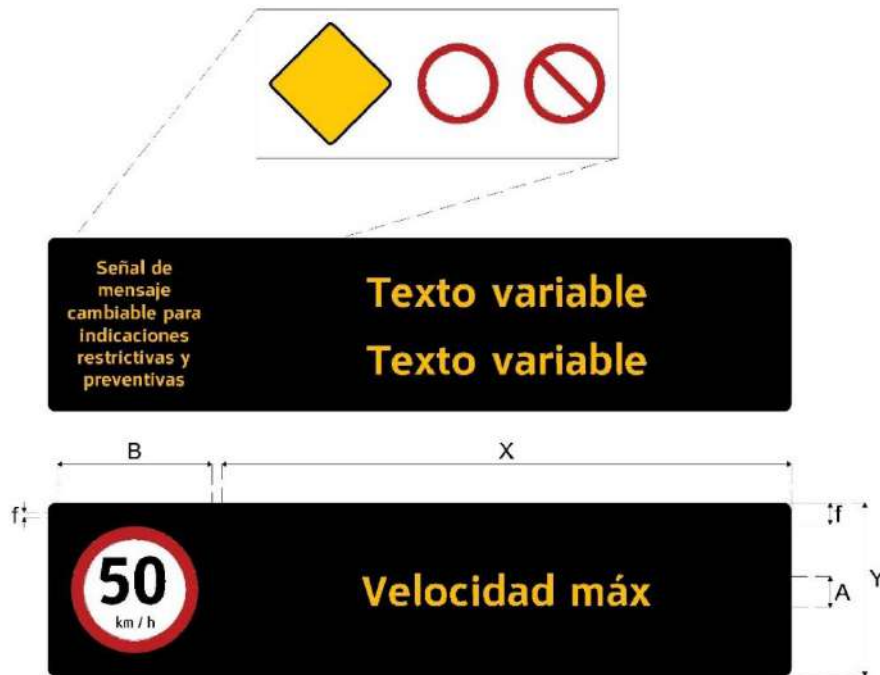 Señal de
mensaje
cambiable para
indicaciones
restrictivas y
preventivas
Texto variable
Texto variable
B
X
f
f
Y
A
50
km / h
Velocidad máx